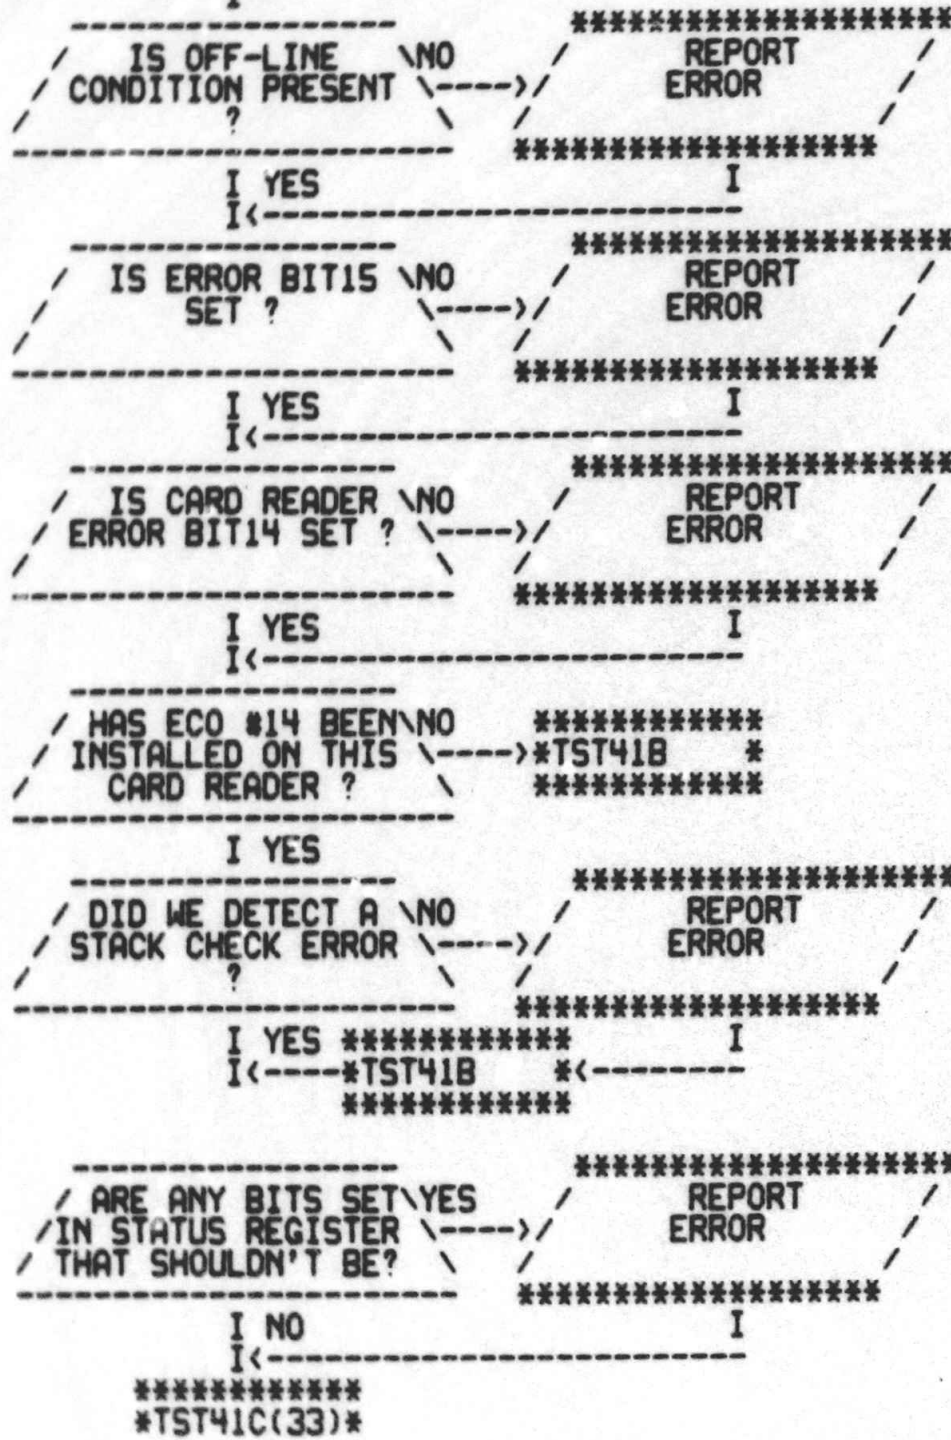 IS OFF-LINE \NO REPORT
CONDITION PRESENT \---->/ ERROR
?
I YES I
I<-------------------------
IS ERROR BIT15 \NO REPORT
SET ? \---->/ ERROR
I YES I
I<-------------------------
IS CARD READER \NO REPORT
ERROR BIT14 SET ? \---->/ ERROR
I YES I
I<-------------------------
HAS ECO #14 BEEN\NO ************
INSTALLED ON THIS \---->*TST41B *
CARD READER ? \ ************
I YES
DID WE DETECT A \NO REPORT
STACK CHECK ERROR \---->/ ERROR
?
I YES ************ I
I<----*TST41B *<--------
************
ARE ANY BITS SET\YES REPORT
/IN STATUS REGISTER \---->/ ERROR
/ THAT SHOULDN'T BE? \ /
I NO I
I<-------------------------
************
*TST41C(33)*